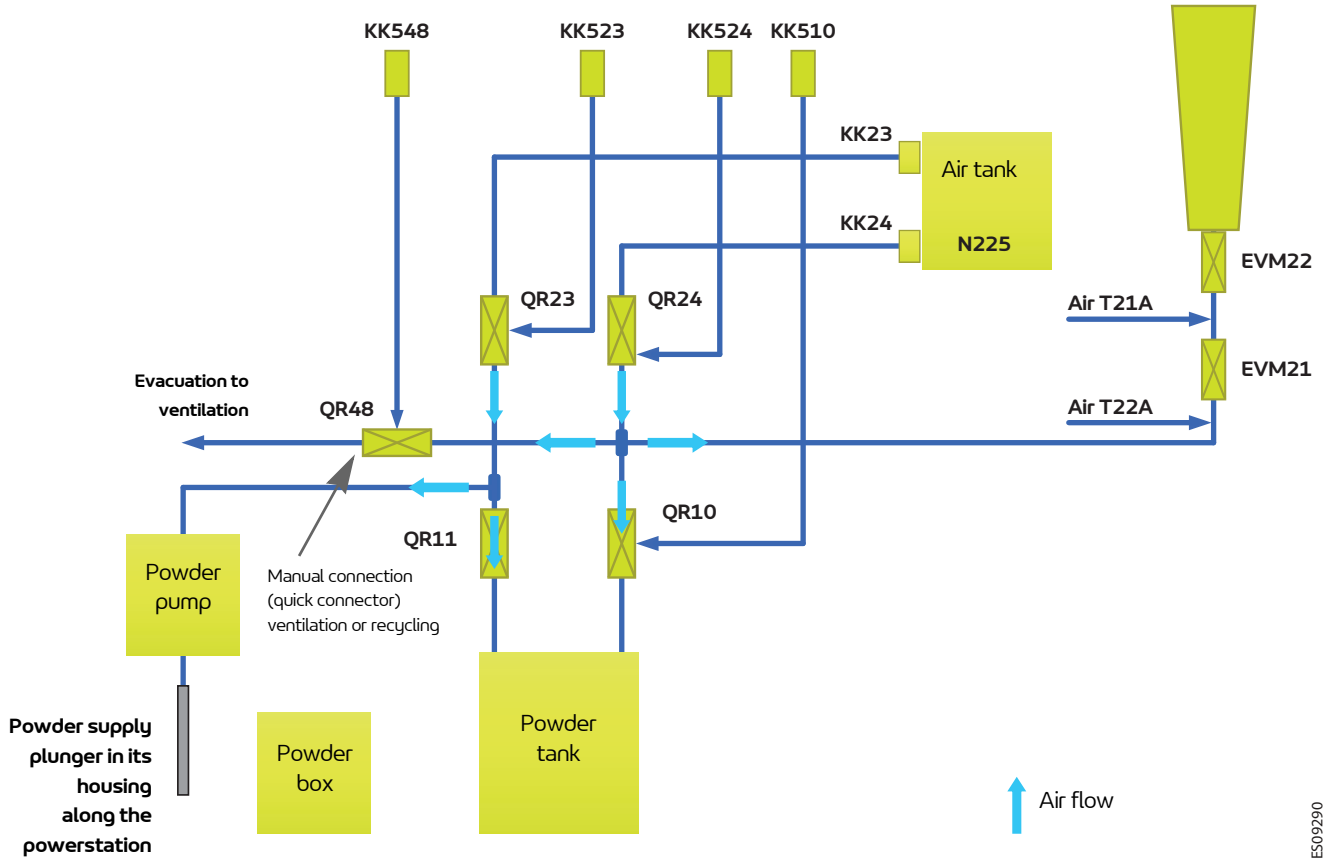 KK548
KK523
KK524
KK510
KK23
Air tank
KK24
N225
EVM22
QR23
QR24
Air T21A
EVM21
Evacuation to
ventilation
QR48
Air T22A
QR11
QR10
Powder
pump
Manual connection
(quick connector)
ventilation or recycling
Powder supply
plunger in its
housing
along the
powerstation
Powder
box
Powder
tank
Air flow
ES09290